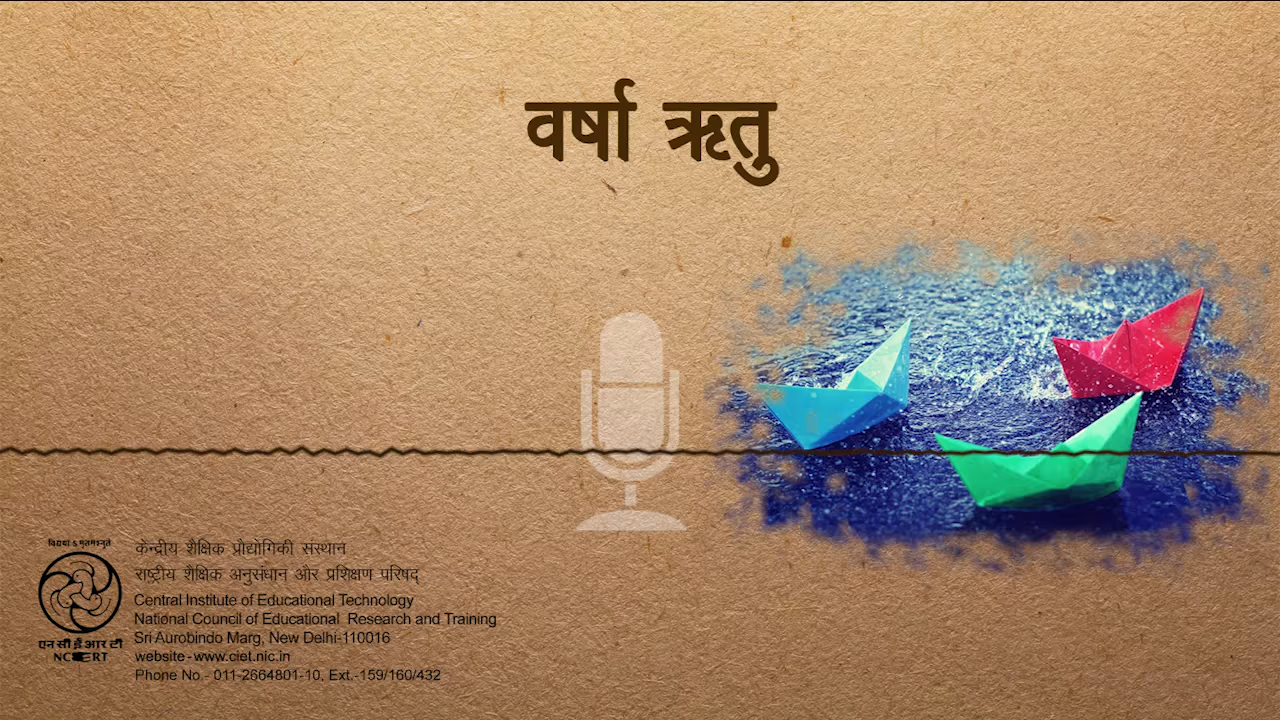 वर्षा ऋतु
विद्यया ऽ मृतमश्नुते
एन सी ई आर टी
NCERT
केन्द्रीय शैक्षिक प्रौद्योगिकी संस्थान
राष्ट्रीय शैक्षिक अनुसंधान और प्रशिक्षण परिषद्
Central Institute of Educational Technology
National Council of Educational Research and Training
Sri Aurobindo Marg, New Delhi-110016
website - www.ciet.nic.in
Phone No.- 011-2664801-10, Ext.-159/160/432